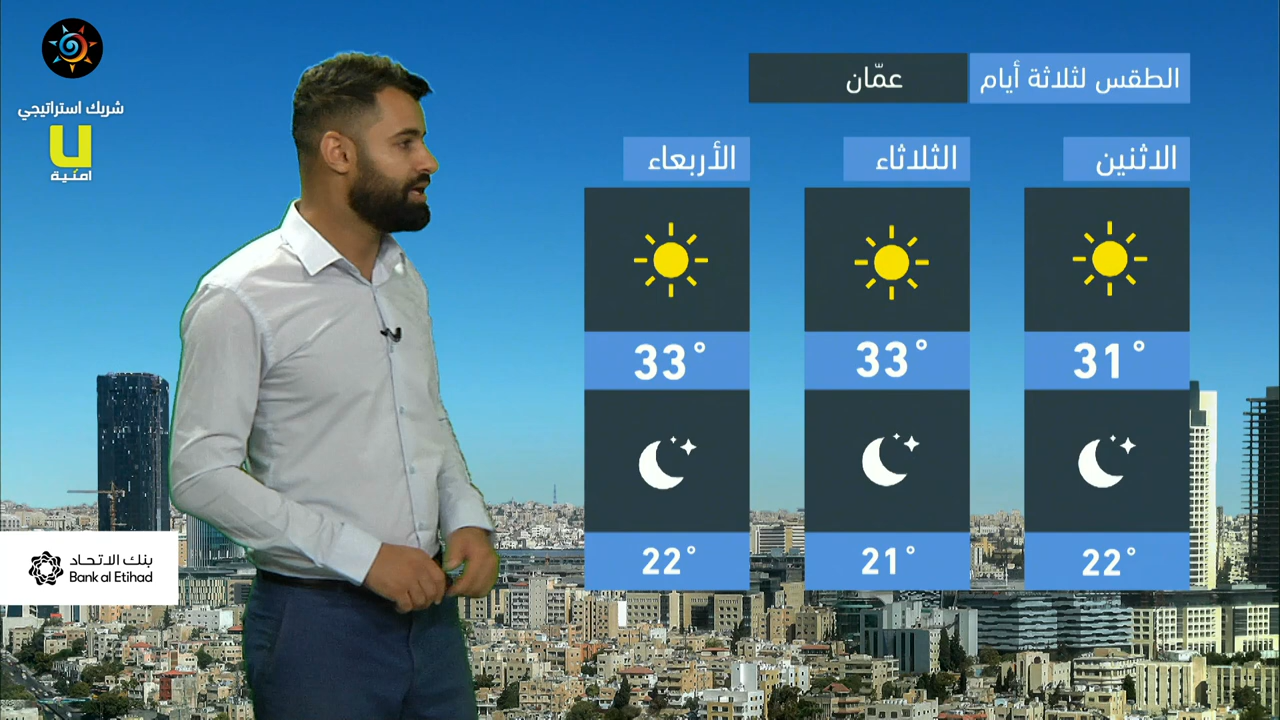 الطقس لثلاثة أيام
عمّان
الاثنين
الثلاثاء
الأربعاء
31°
33°
33°
22°
21°
22°
شريك استراتيجي
امنية
بنك الاتحاد
Bank al Etihad